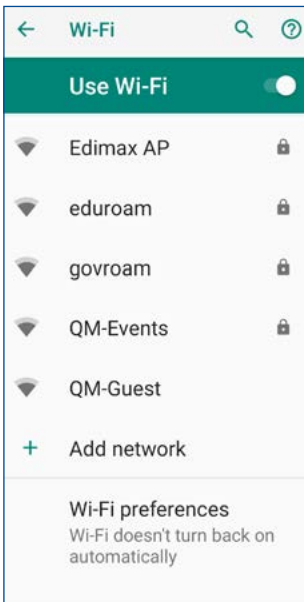 Wi-Fi
Use Wi-Fi
Edimax AP
eduroam
govroam
QM-Events
QM-Guest
Add network
Wi-Fi preferences
Wi-Fi doesn't turn back on
automatically